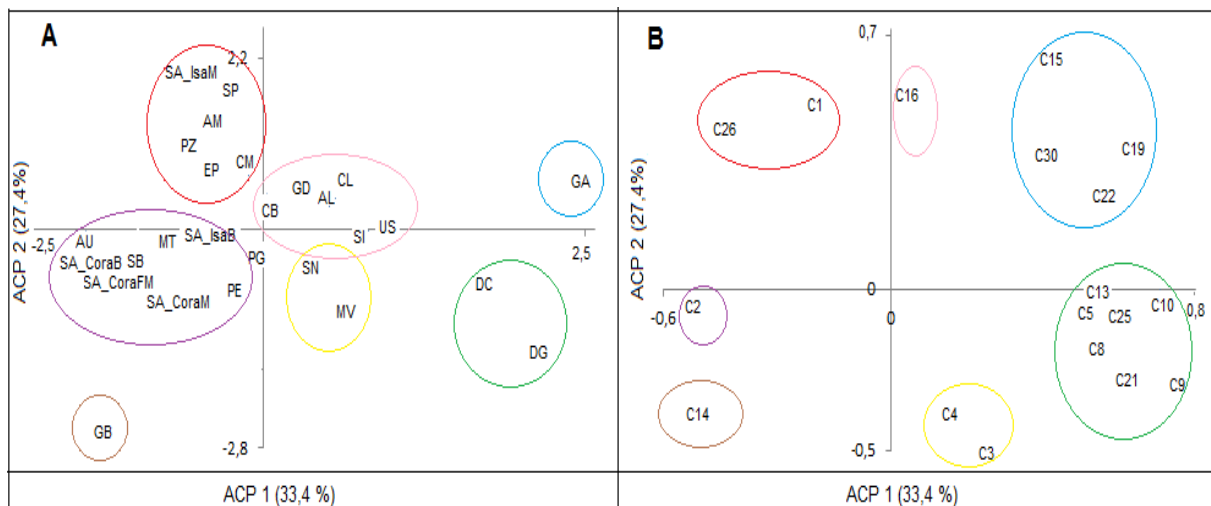 A
2,2
SA_IsaM
SP
AM
PZ
EP
CM
GD
CL
AL
CB
SI
US
GA
-2,5
2,5
AU
MT
SA_IsaB
SA_CoraB
SB
SA_CoraFM
SA_CoraM
PE
PG
SN
MV
DC
DG
GB
-2,8
ACP 2 (27,4%)
ACP 1 (33,4 %)
B
0,7
C15
C16
C1
C26
C30
C19
C22
0
-0,6
0
0,8
C2
C13
C5
C25
C10
C8
C21
C9
C14
C4
C3
-0,5
ACP 2 (27,4%)
ACP 1 (33,4 %)